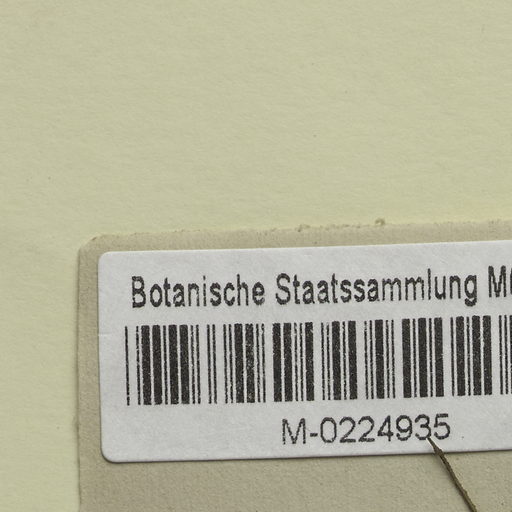 Botanische Staatssammlung
M-0224935